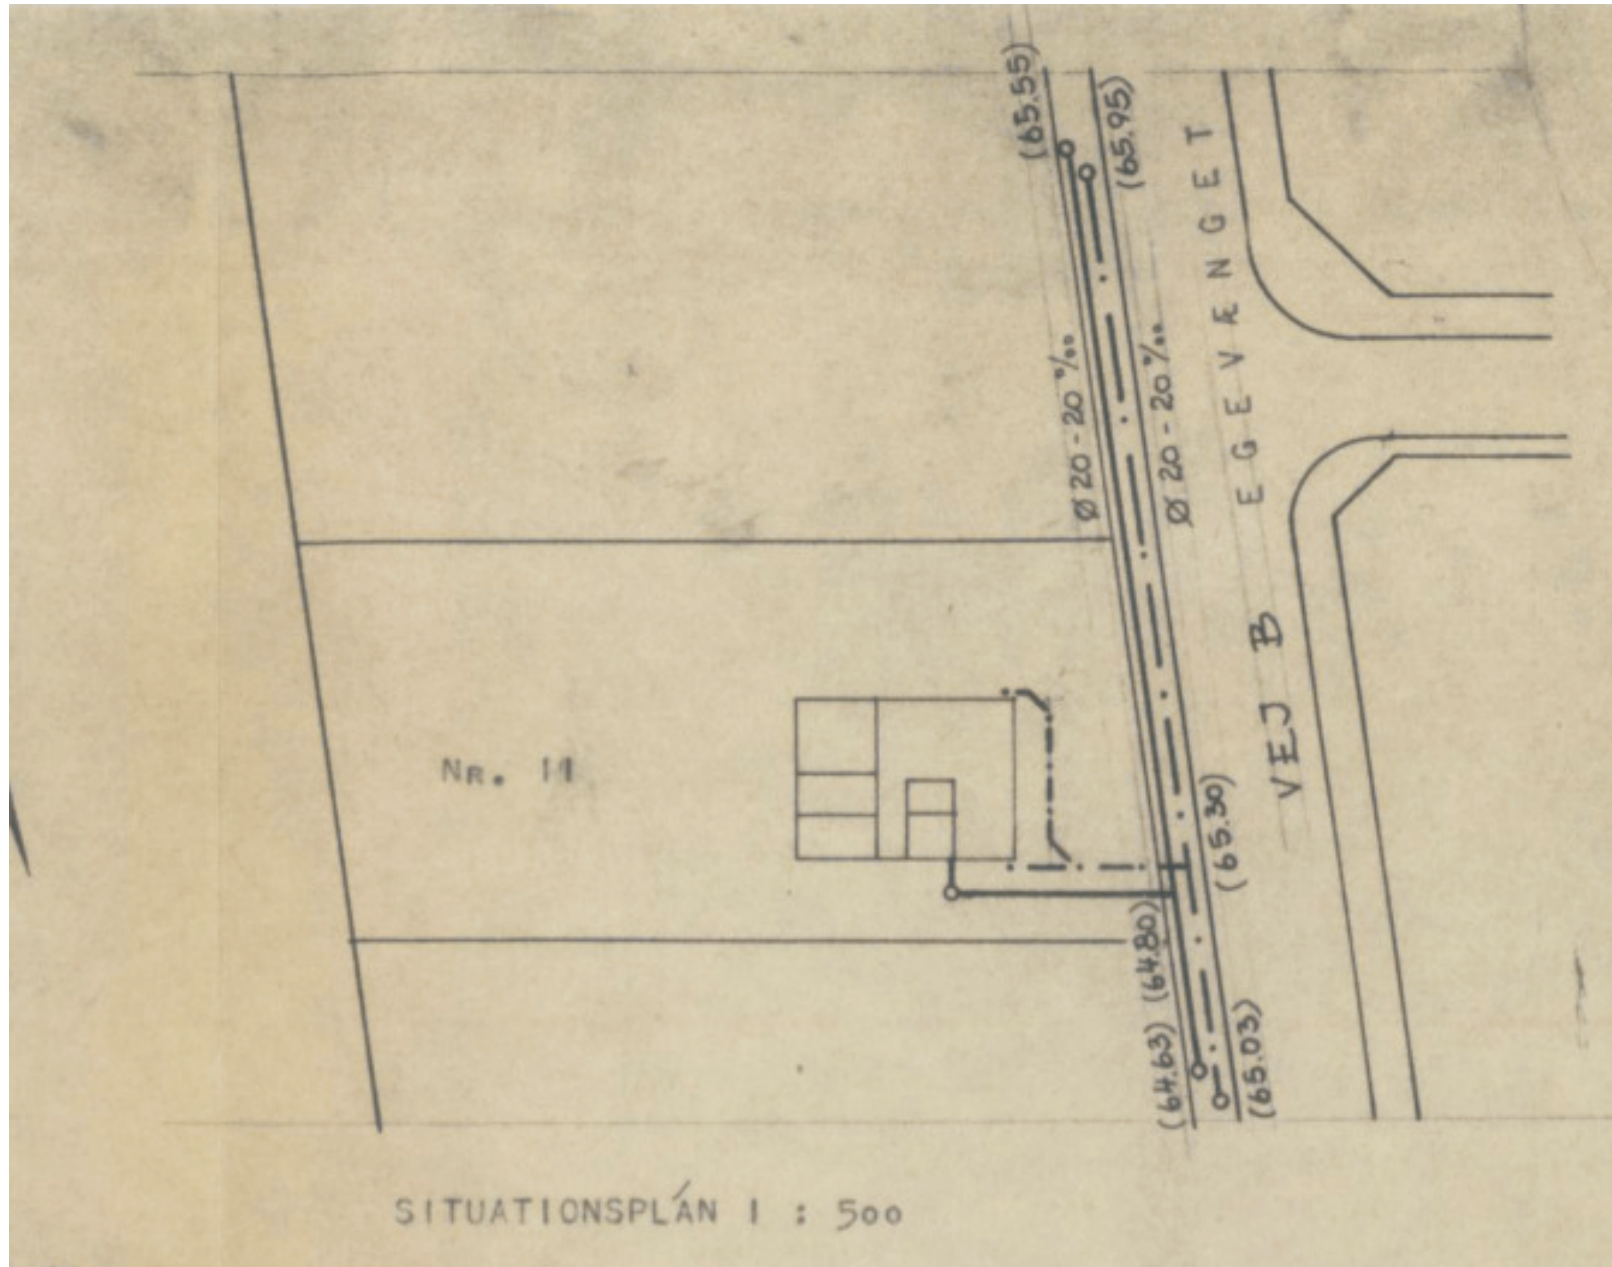 (65.55)
(65.95)
Ø 20 - 20 ‰
Ø 20 - 20 ‰
EGEVÆNGET
VEJ B
NR. 11
(65.30)
(64.80)
(64.63)
(65.03)
SITUATIONSPLAN 1 : 500